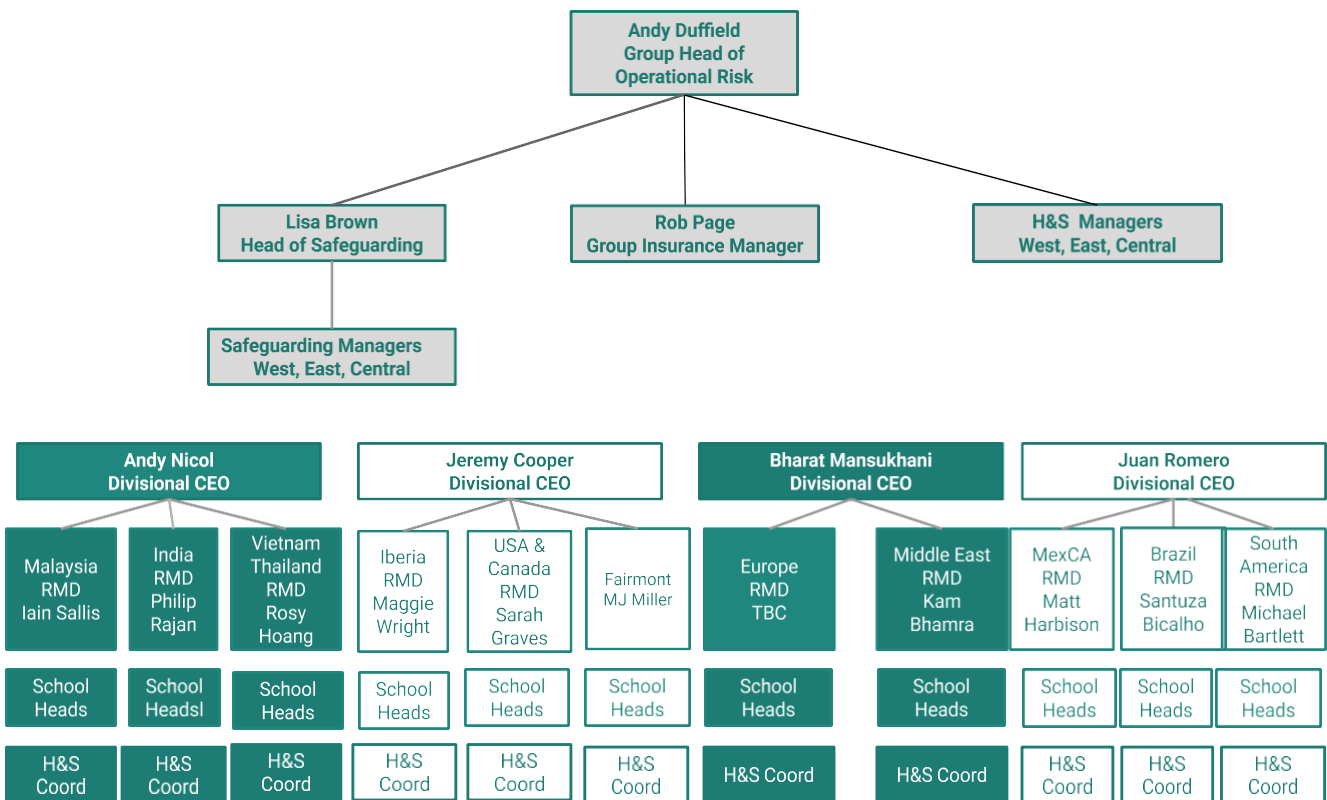 Andy Duffield
Group Head of
Operational Risk
Lisa Brown
Head of Safeguarding
Rob Page
Group Insurance Manager
H&S Managers
West, East, Central
Safeguarding Managers
West, East, Central
Andy Nicol
Divisional CEO
Jeremy Cooper
Divisional CEO
Bharat Mansukhani
Divisional CEO
Juan Romero
Divisional CEO
Malaysia
RMD
Iain Sallis
India
RMD
Philip
Rajan
Vietnam
Thailand
RMD
Rosy
Hoang
Iberia
RMD
Maggie
Wright
USA &
Canada
RMD
Sarah
Graves
Fairmont
MJ Miller
Europe
RMD
TBC
Middle East
RMD
Kam
Bhamra
MexCA
RMD
Matt
Harbison
Brazil
RMD
Santuza
Bicalho
South
America
RMD
Michael
Bartlett
School
Heads
School
Headsl
School
Heads
School
Heads
School
Heads
School
Heads
School
Heads
School
Heads
School
Heads
School
Heads
School
Heads
H&S
Coord
H&S
Coord
H&S
Coord
H&S
Coord
H&S
Coord
H&S
Coord
H&S Coord
H&S Coord
H&S
Coord
H&S
Coord
H&S
Coord